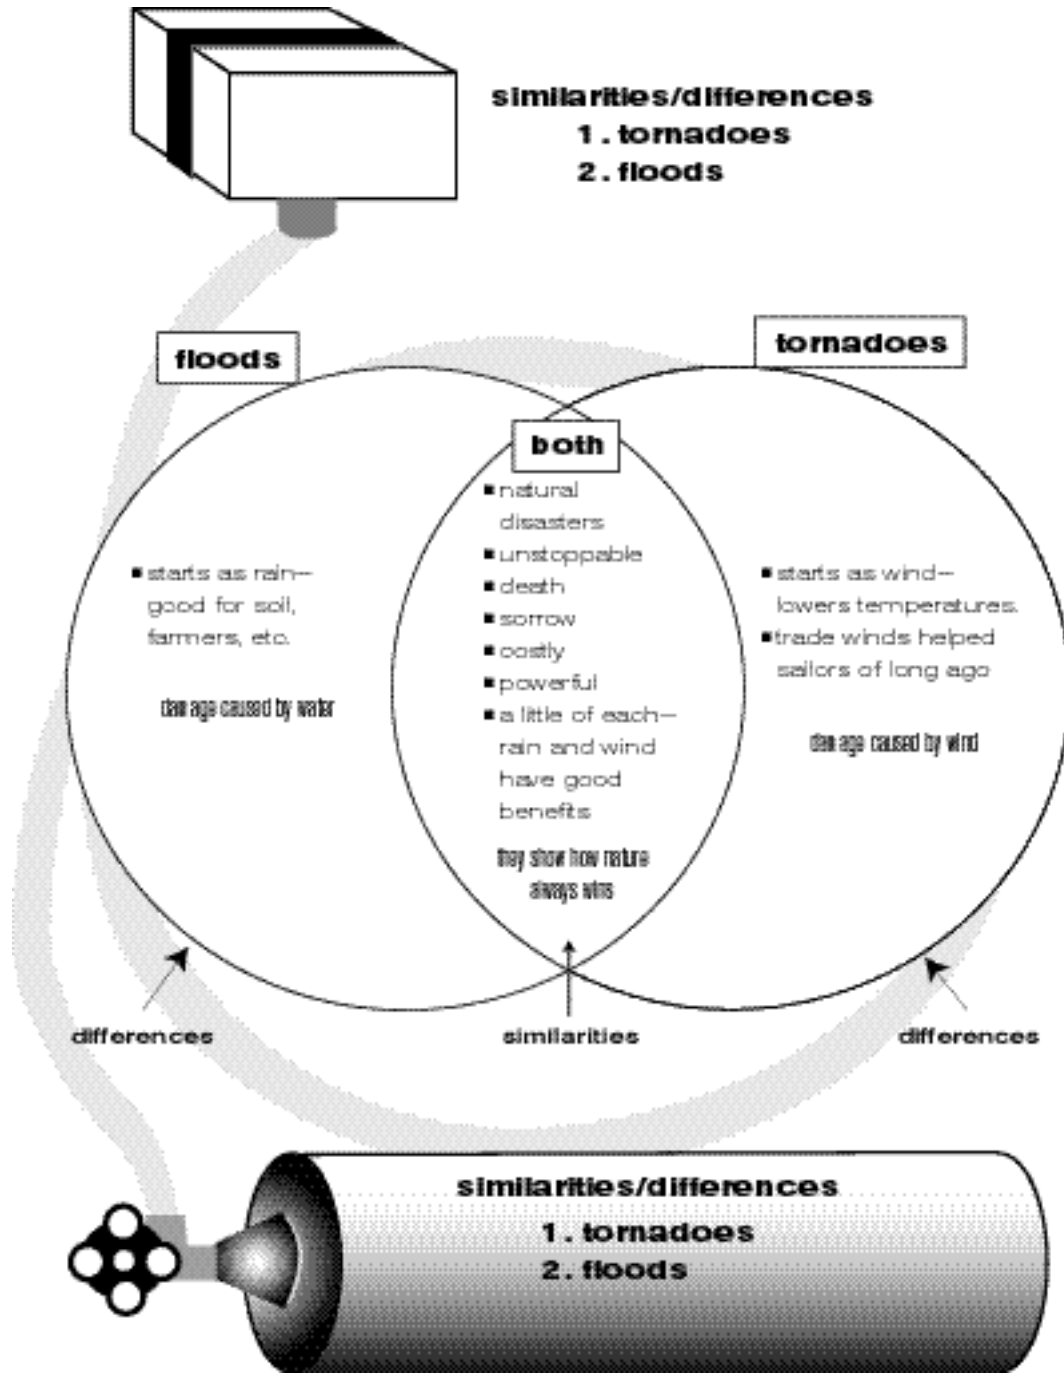 similarities/differences
1. tornadoes
2. floods
floods
tornadoes
both
▪ natural
disasters
▪ unstoppable
▪ death
▪ sorrow
▪ costly
▪ powerful
▪ a little of each—
rain and wind
have good
benefits
they show how nature
always wins
▪ starts as rain—
good for soil,
farmers, etc.
damage caused by water
▪ starts as wind—
lowers temperatures.
▪ trade winds helped
sailors of long ago
damage caused by wind
differences
similarities
differences
similarities/differences
1. tornadoes
2. floods